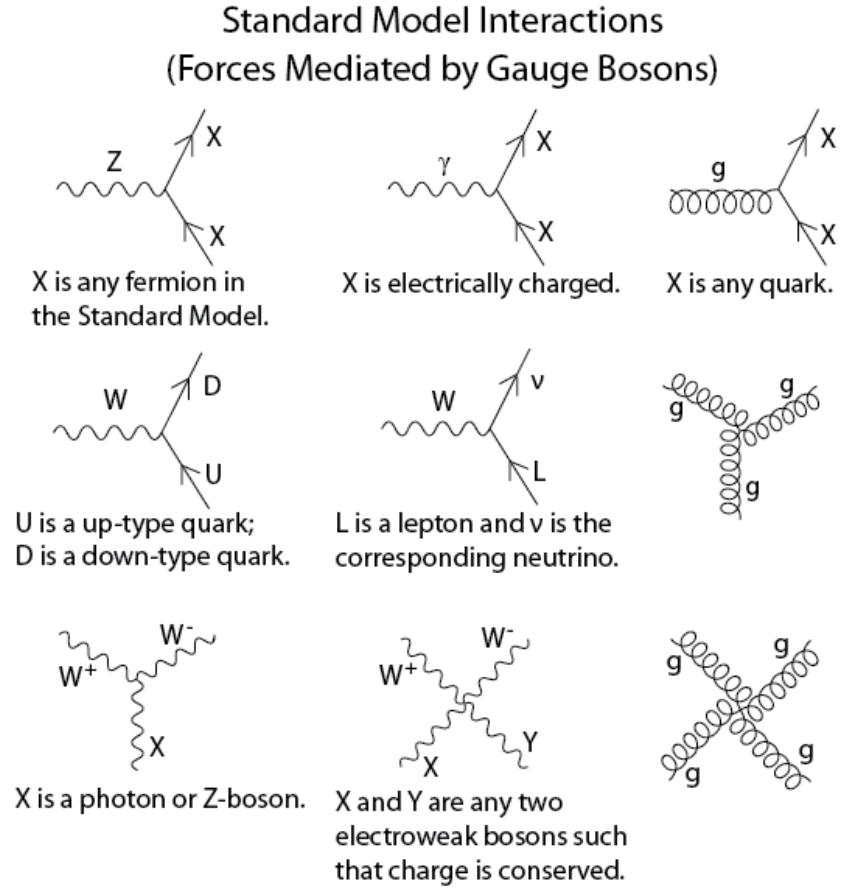 Standard Model Interactions
(Forces Mediated by Gauge Bosons)
Z
X
X
X is any fermion in
the Standard Model.
γ
X
X
X is electrically charged.
g
X
X
X is any quark.
W
D
U
U is a up-type quark;
D is a down-type quark.
W
ν
L
L is a lepton and ν is the
corresponding neutrino.
g
g
g
W⁺
W⁻
X
X is a photon or Z-boson.
W⁺
W⁻
X
Y
X and Y are any two
electroweak bosons such
that charge is conserved.
g
g
g
g